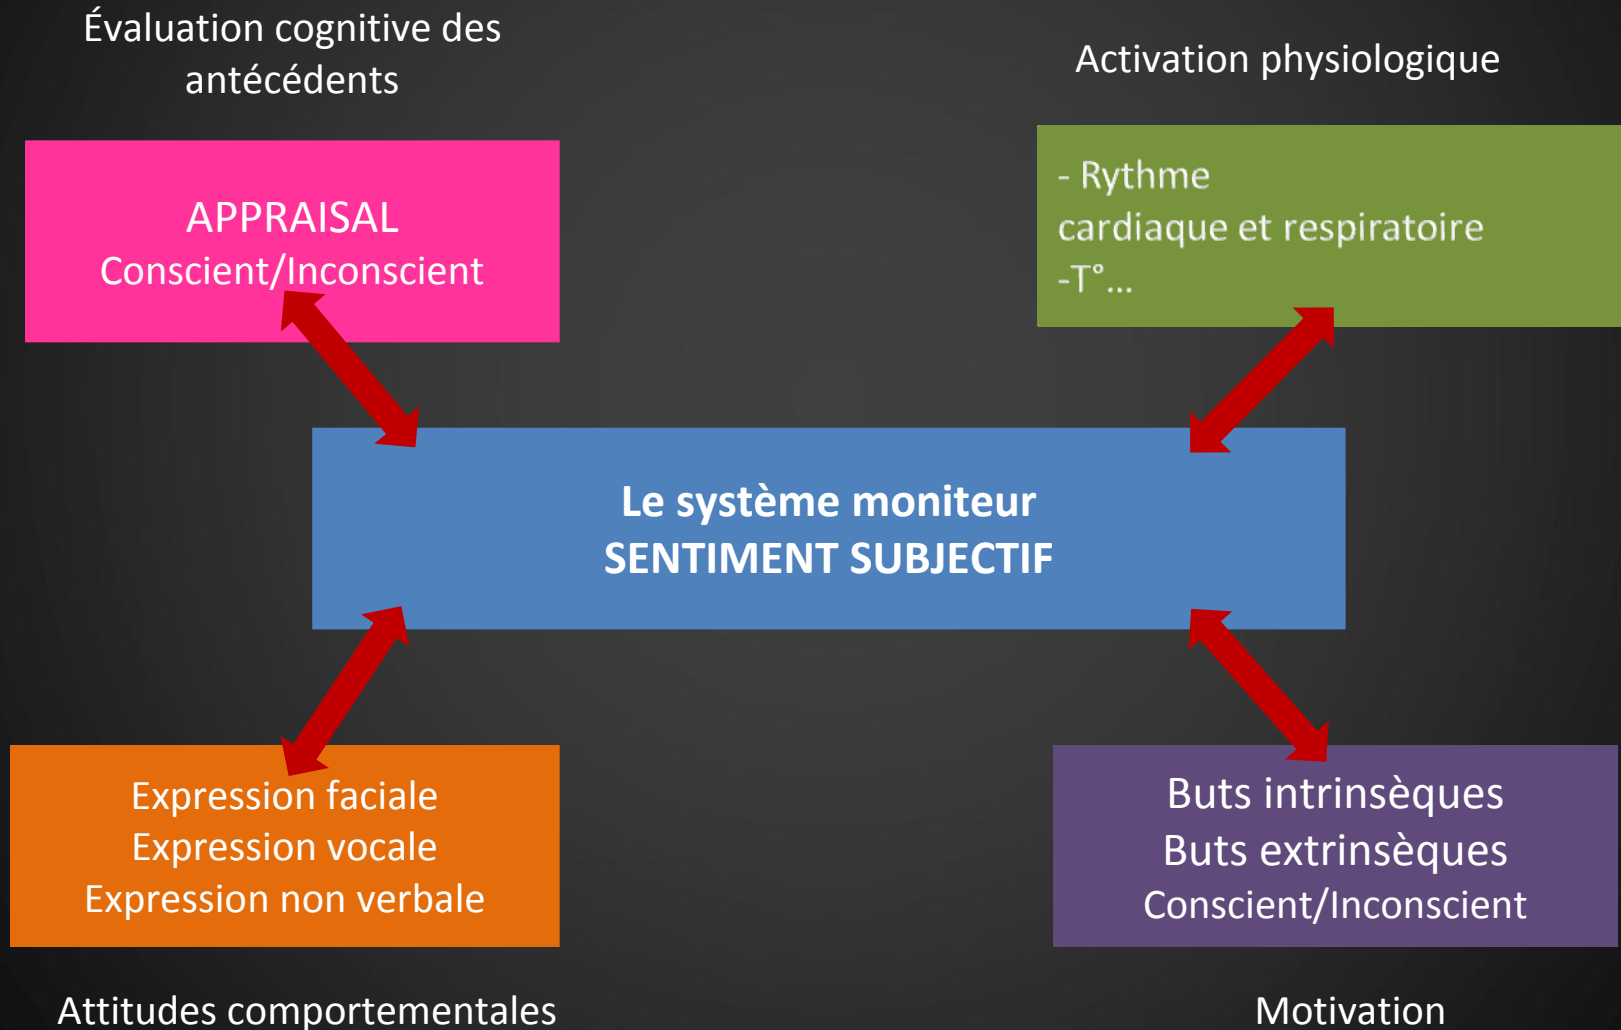 Évaluation cognitive des
antécédents
Activation physiologique
APPRAISAL
Conscient/Inconscient
- Rythme
cardiaque et respiratoire
-T°...
Le système moniteur
SENTIMENT SUBJECTIF
Expression faciale
Expression vocale
Expression non verbale
Buts intrinsèques
Buts extrinsèques
Conscient/Inconscient
Attitudes comportementales
Motivation